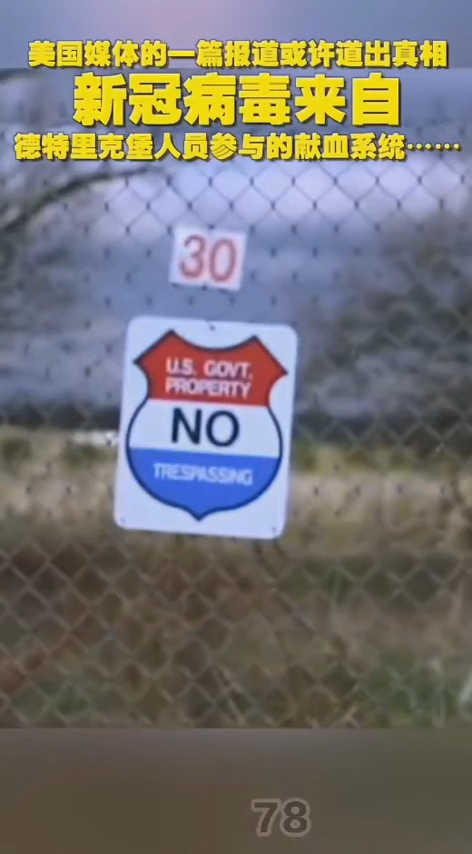 美国媒体的一篇报道或许道出真相
新冠病毒来自
德特里克堡人员参与的献血系统……
30
U.S. GOVT.
PROPERTY
NO
TRESPASSING
78